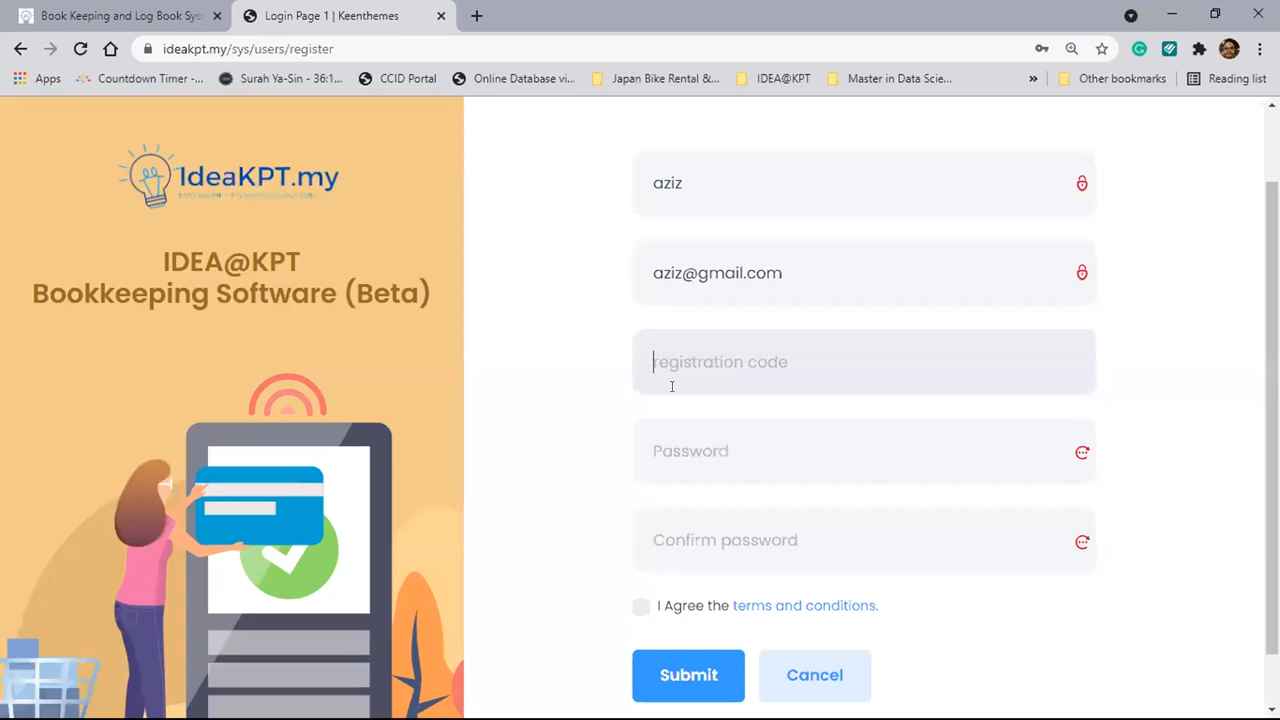 Book Keeping and Log Book Sys
Login Page 1 | Keenthemes
ideakpt.my/sys/users/register
Apps
Countdown Timer -...
Surah Ya-Sin - 36:1...
CCID Portal
Online Database vi...
Japan Bike Rental &...
IDEA@KPT
Master in Data Scie...
»
Other bookmarks
Reading list
IdeaKPT.my
IDEA@KPT
Bookkeeping Software (Beta)
aziz
aziz@gmail.com
registration code
Password
Confirm password
I Agree the terms and conditions.
Submit
Cancel